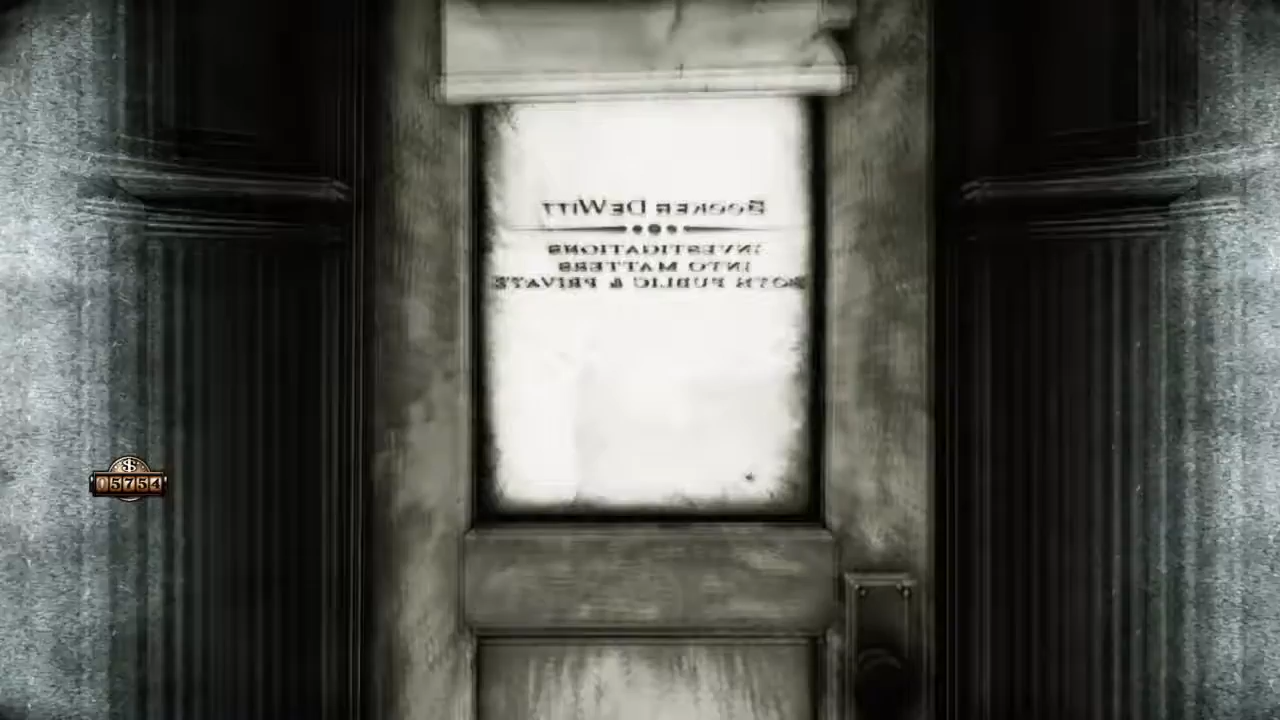 BOOKER DEWITT
INVESTIGATIONS
INTO MATTERS
BOTH PUBLIC & PRIVATE
$
05754